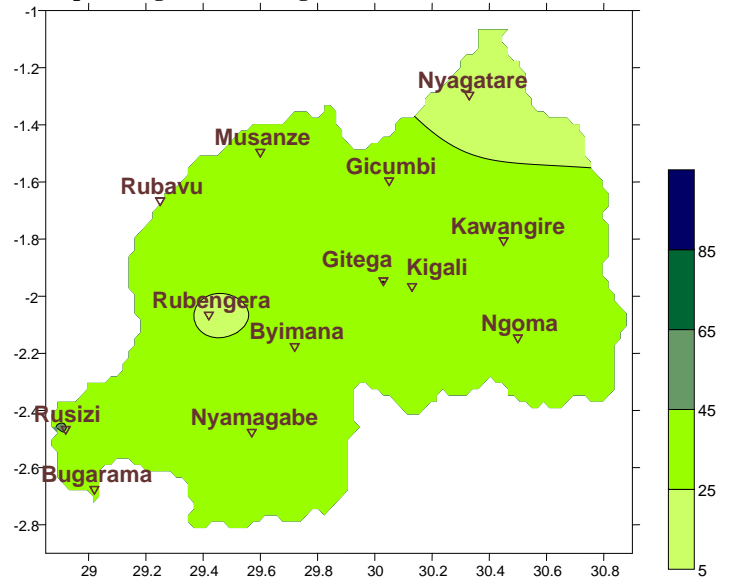 -1
-1.2
Nyagatare
-1.4
Musanze
Gicumbi
-1.6
Rubavu
-1.8
Kawangire
Gitega
Kigali
-2
Rubengera
Byimana
Ngoma
-2.2
-2.4
Rusizi
Nyamagabe
-2.6
Bugarama
-2.8
29 29.2 29.4 29.6 29.8 30 30.2 30.4 30.6 30.8
85
65
45
25
5